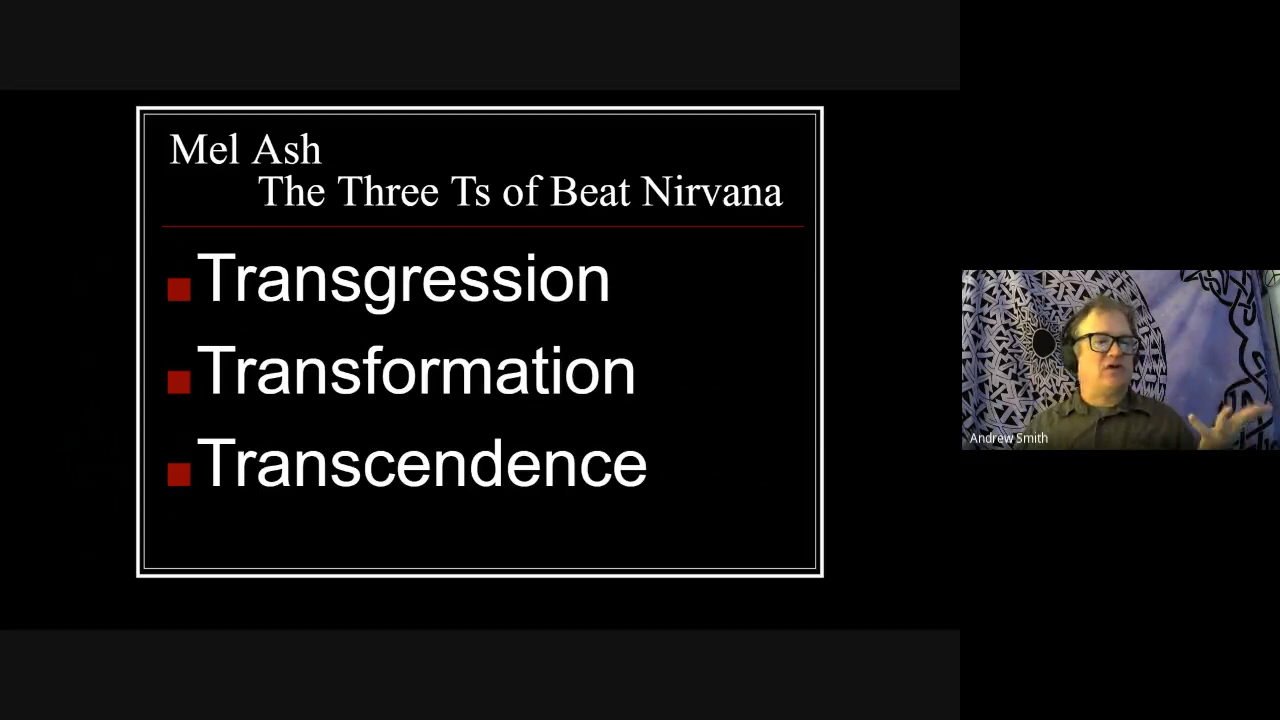 Mel Ash
The Three Ts of Beat Nirvana
Transgression
Transformation
Transcendence
Andrew Smith